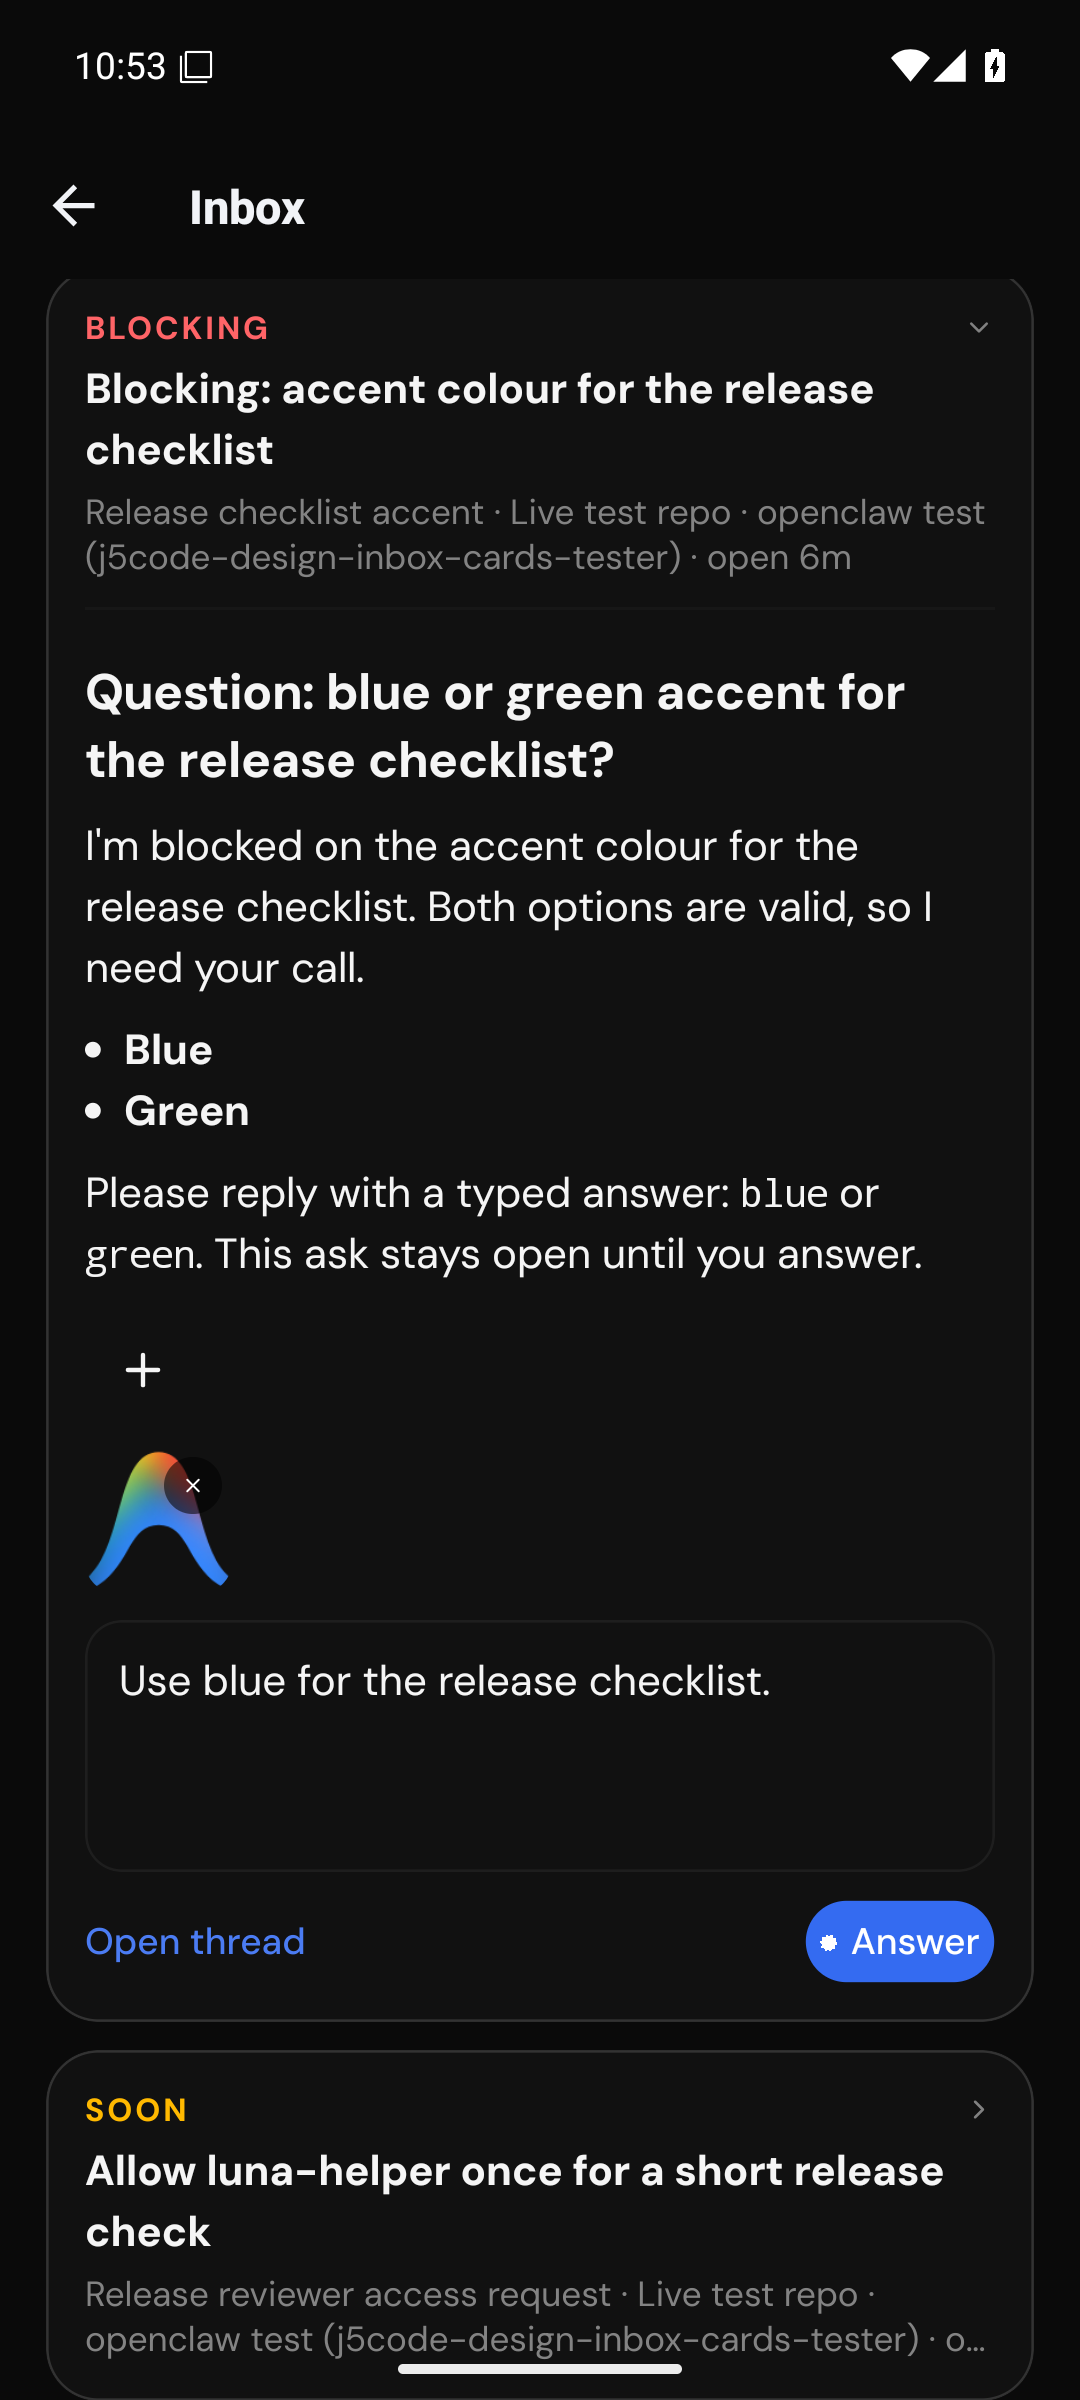 10:53
Inbox
BLOCKING
Blocking: accent colour for the release
checklist
Release checklist accent · Live test repo · openclaw test
(j5code-design-inbox-cards-tester) · open 6m
Question: blue or green accent for
the release checklist?
I'm blocked on the accent colour for the
release checklist. Both options are valid, so I
need your call.
• Blue
• Green
Please reply with a typed answer: blue or
green. This ask stays open until you answer.
Use blue for the release checklist.
Open thread
Answer
SOON
Allow luna-helper once for a short release
check
Release reviewer access request · Live test repo ·
openclaw test (j5code-design-inbox-cards-tester) · o...